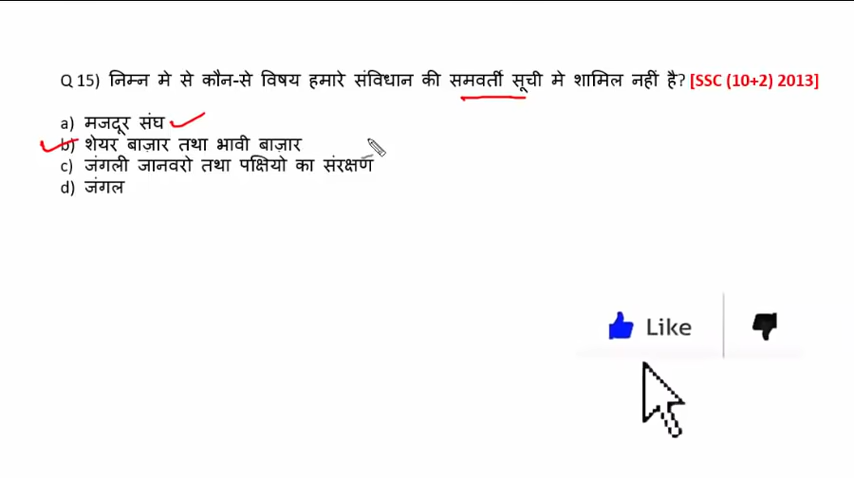 Q 15) निम्न मे से कौन-से विषय हमारे संविधान की समवर्ती सूची मे शामिल नहीं है? [SSC (10+2) 2013]
a) मजदूर संघ
b) शेयर बाज़ार तथा भावी बाज़ार
c) जंगली जानवरो तथा पक्षियो का संरक्षण
d) जंगल
Like